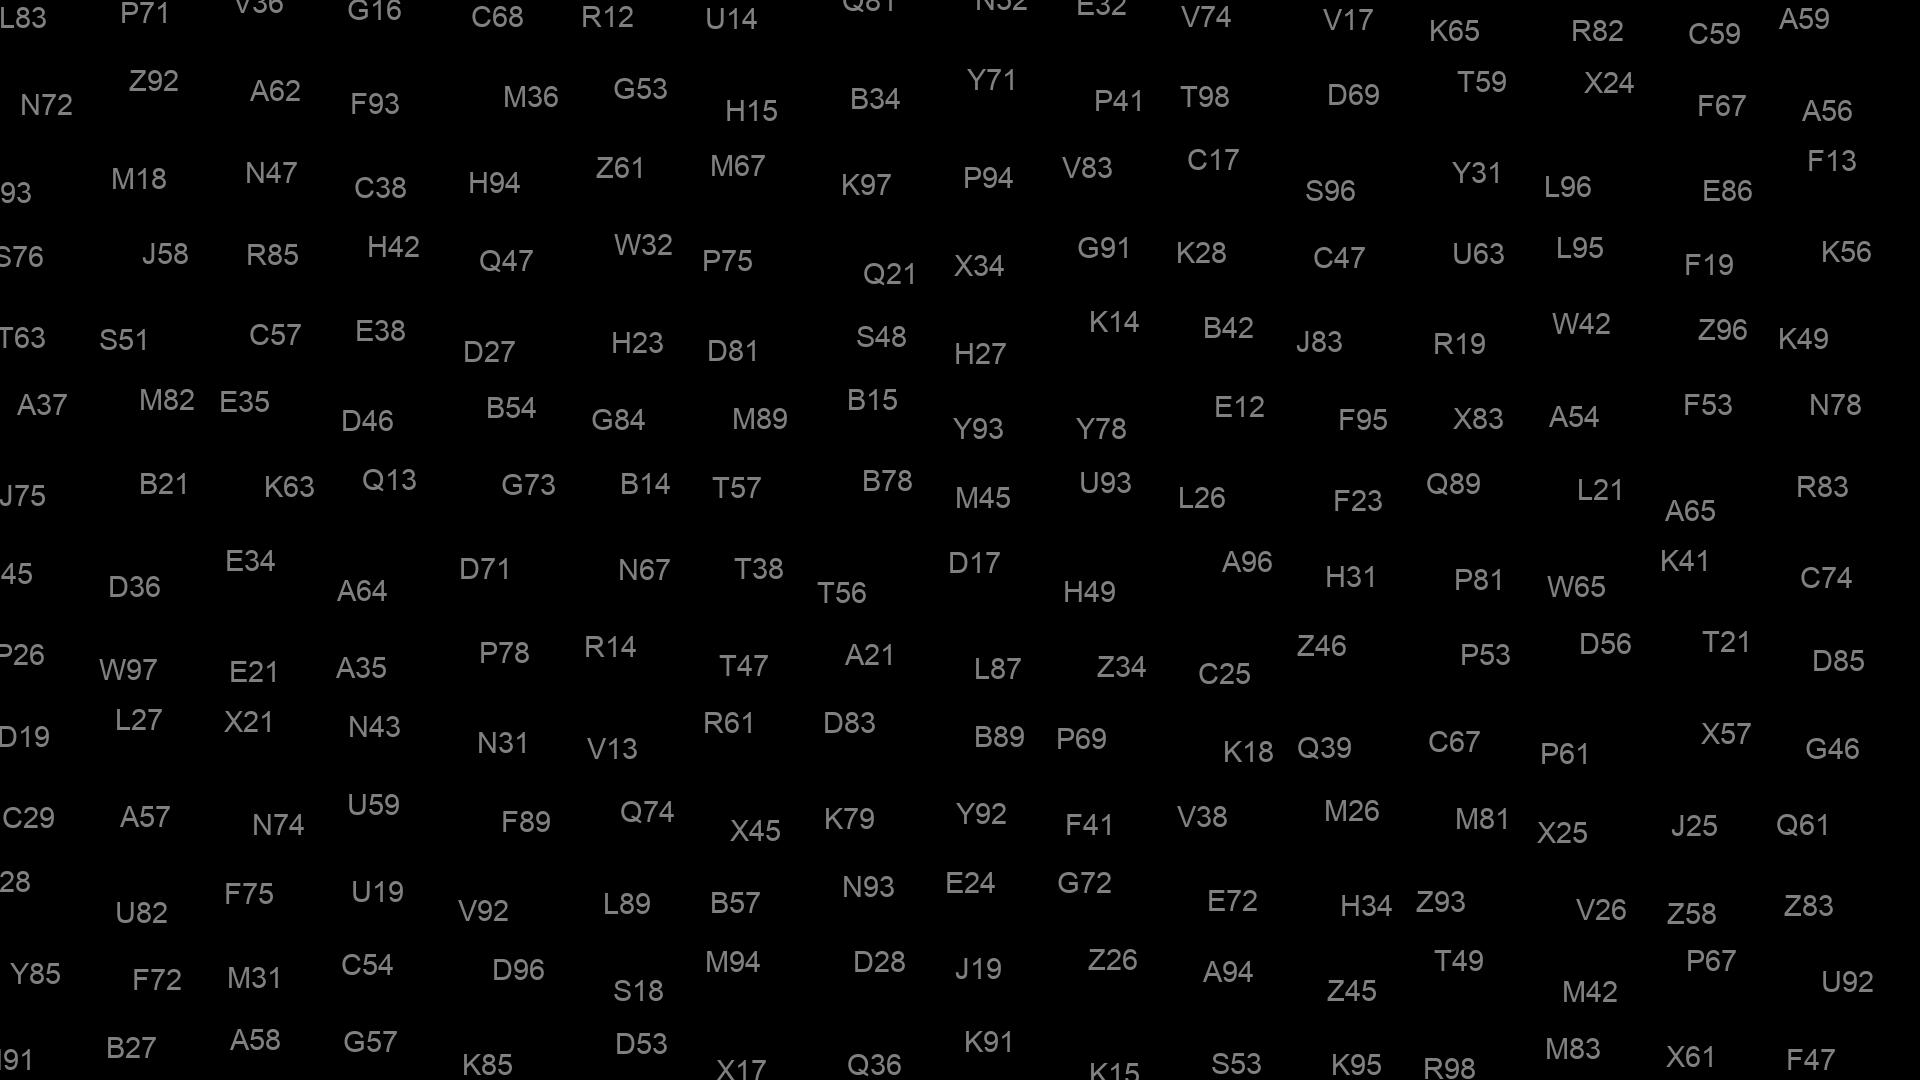 L83 P71 V36 G16 C68 R12 U14 Q81 N52 E32 V74 V17 K65 R82 C59 A59
N72 Z92 A62 F93 M36 G53 H15 B34 Y71 P41 T98 D69 T59 X24 F67 A56
93 M18 N47 C38 H94 Z61 M67 K97 P94 V83 C17 S96 Y31 L96 E86 F13
S76 J58 R85 H42 Q47 W32 P75 Q21 X34 G91 K28 C47 U63 L95 F19 K56
T63 S51 C57 E38 D27 H23 D81 S48 H27 K14 B42 J83 R19 W42 Z96 K49
A37 M82 E35 D46 B54 G84 M89 B15 Y93 Y78 E12 F95 X83 A54 F53 N78
J75 B21 K63 Q13 G73 B14 T57 B78 M45 U93 L26 F23 Q89 L21 A65 R83
45 D36 E34 A64 D71 N67 T38 T56 D17 H49 A96 H31 P81 W65 K41 C74
P26 W97 E21 A35 P78 R14 T47 A21 L87 Z34 C25 Z46 P53 D56 T21 D85
D19 L27 X21 N43 N31 V13 R61 D83 B89 P69 K18 Q39 C67 P61 X57 G46
C29 A57 N74 U59 F89 Q74 X45 K79 Y92 F41 V38 M26 M81 X25 J25 Q61
28 U82 F75 U19 V92 L89 B57 N93 E24 G72 E72 H34 Z93 V26 Z58 Z83
Y85 F72 M31 C54 D96 S18 M94 D28 J19 Z26 A94 Z45 T49 M42 P67 U92
91 B27 A58 G57 K85 D53 X17 Q36 K91 K15 S53 K95 R98 M83 X61 F47